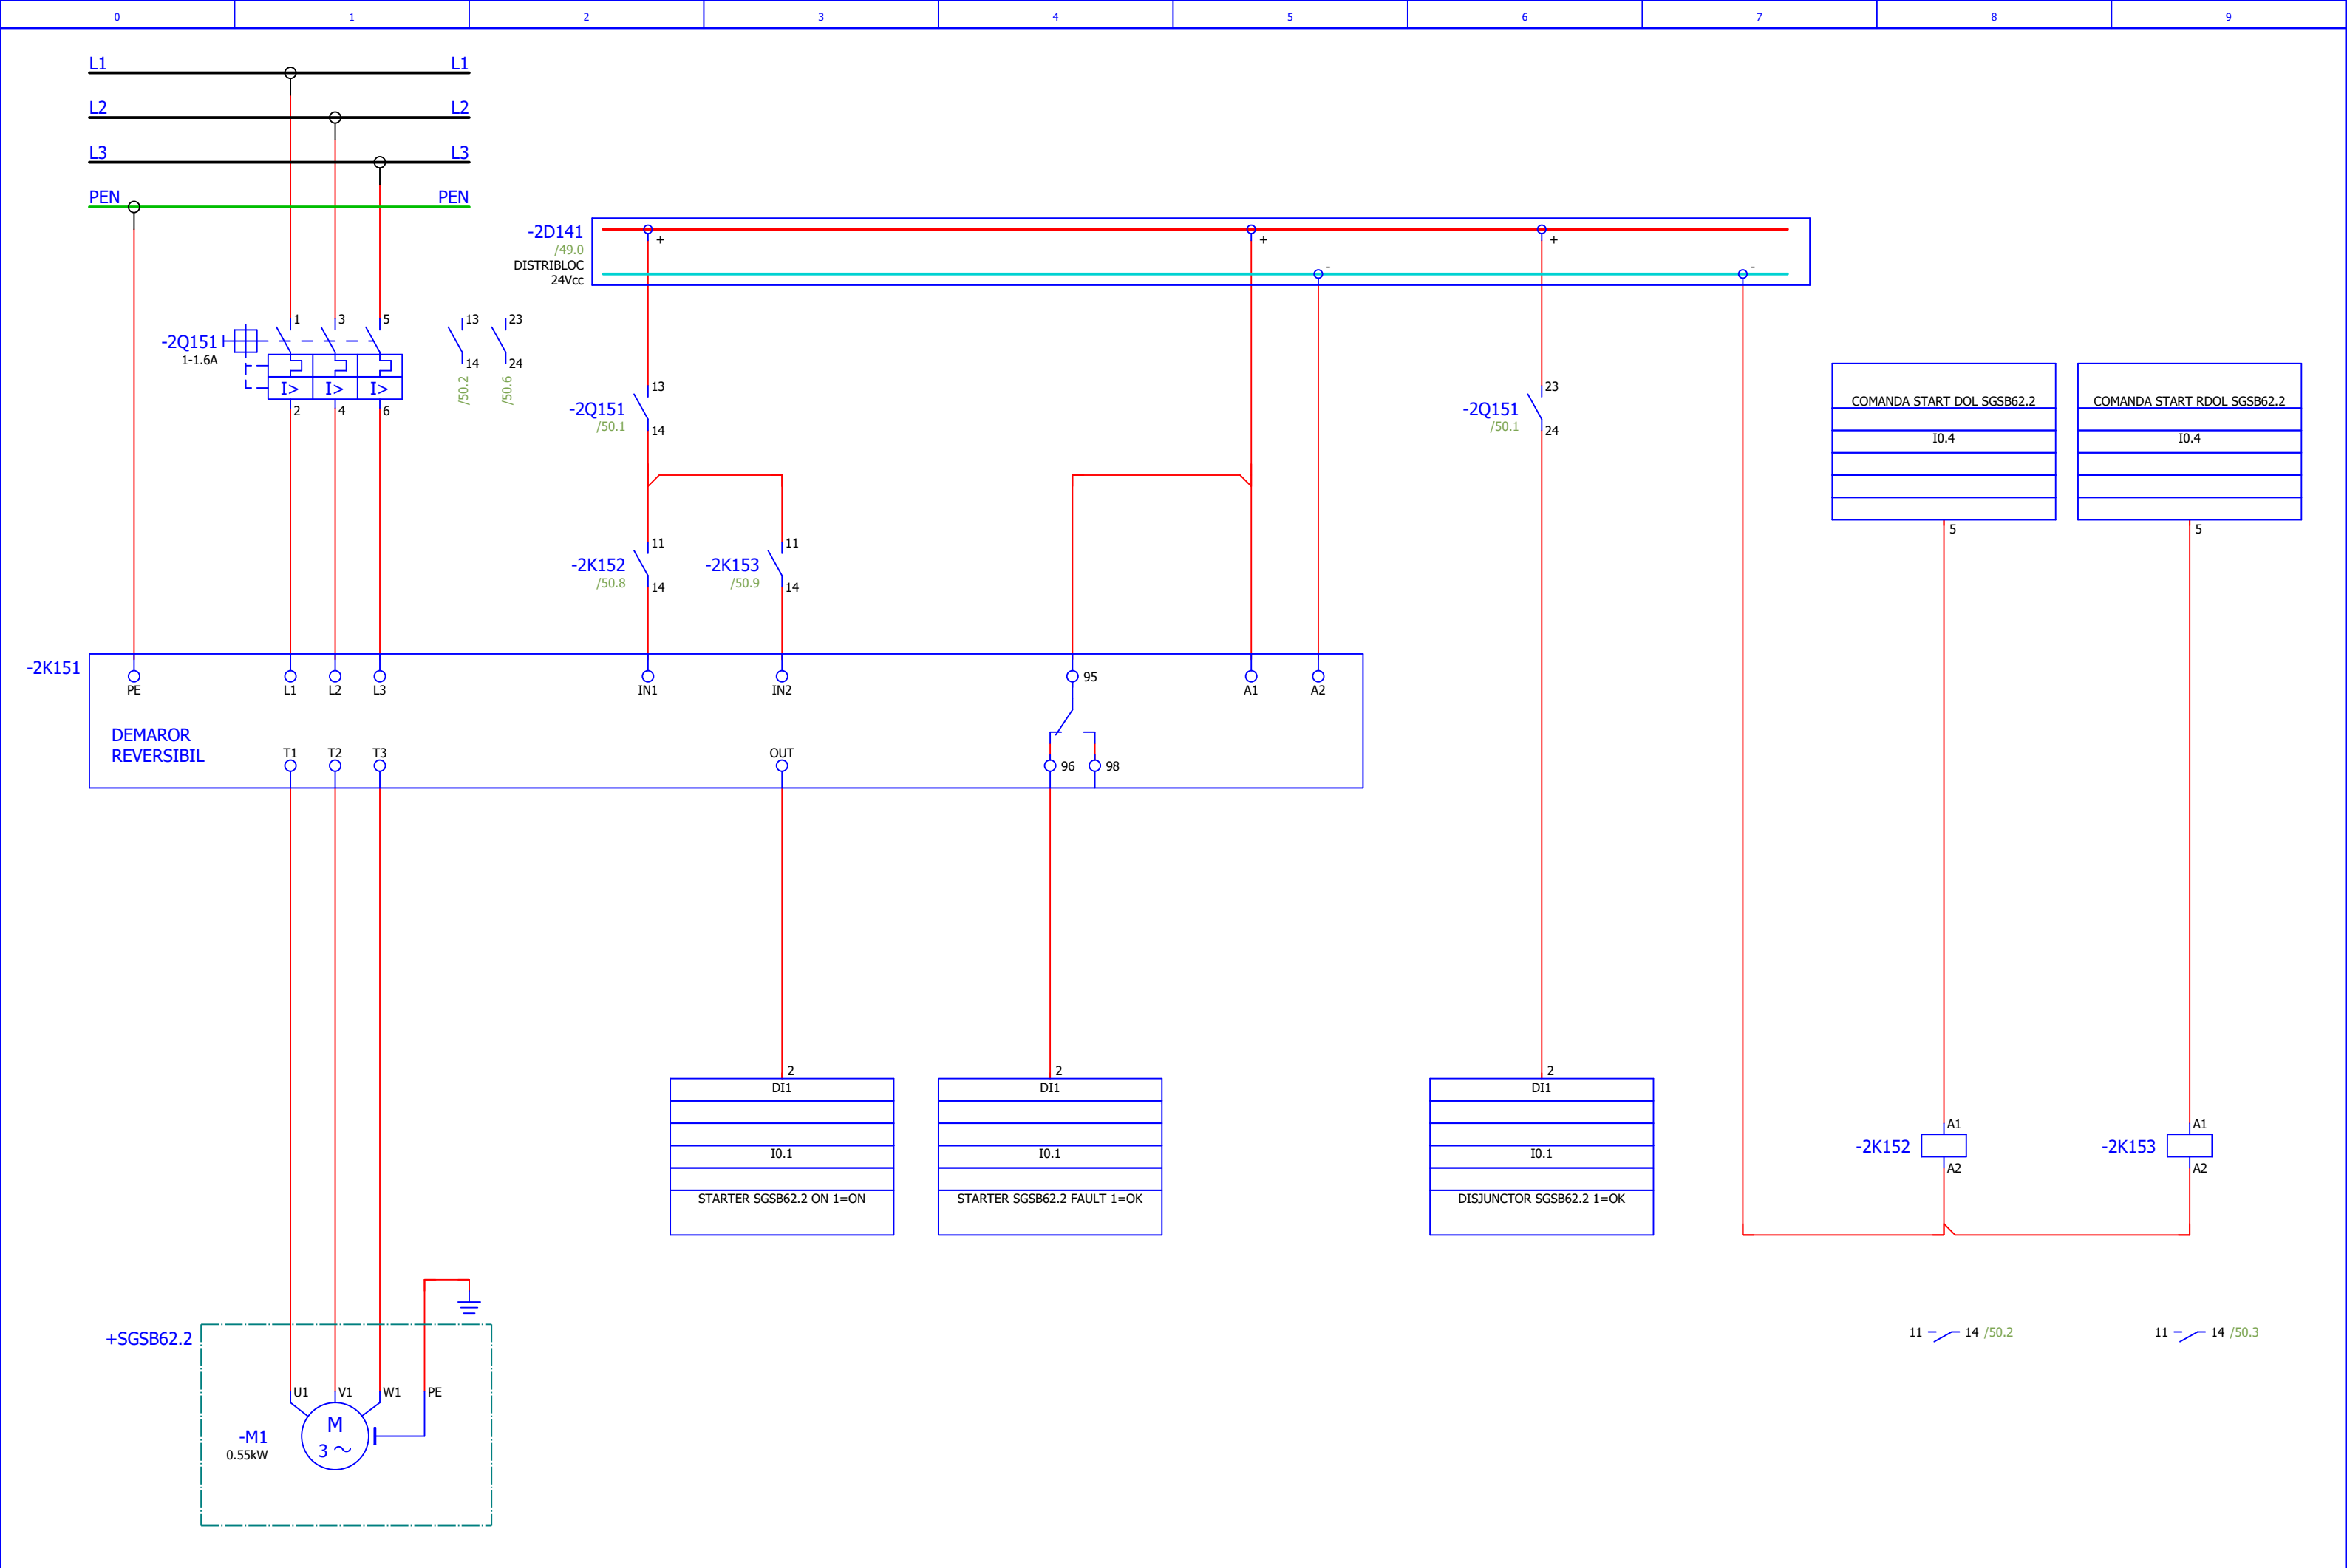 0 1 2 3 4 5 6 7 8 9
L1 L1
L2 L2
L3 L3
PEN PEN
-2D141
/49.0
DISTRIBLOC
24Vcc
+ + +
- -
-2Q151
1-1.6A
1 3 5
I> I> I>
2 4 6
13 23
14 24
/50.2 /50.6
-2Q151
/50.1
13
14
-2Q151
/50.1
23
24
COMANDA START DOL SGSB62.2
I0.4
5
COMANDA START RDOL SGSB62.2
I0.4
5
-2K152
/50.8
11
14
-2K153
/50.9
11
14
-2K151
PE L1 L2 L3 IN1 IN2 95 A1 A2
DEMAROR
REVERSIBIL
T1 T2 T3 OUT 96 98
2
DI1
I0.1
STARTER SGSB62.2 ON 1=ON
2
DI1
I0.1
STARTER SGSB62.2 FAULT 1=OK
2
DI1
I0.1
DISJUNCTOR SGSB62.2 1=OK
-2K152
A1
A2
-2K153
A1
A2
11 14 /50.2
11 14 /50.3
+SGSB62.2
U1 V1 W1 PE
-M1
0.55kW
M
3 ~